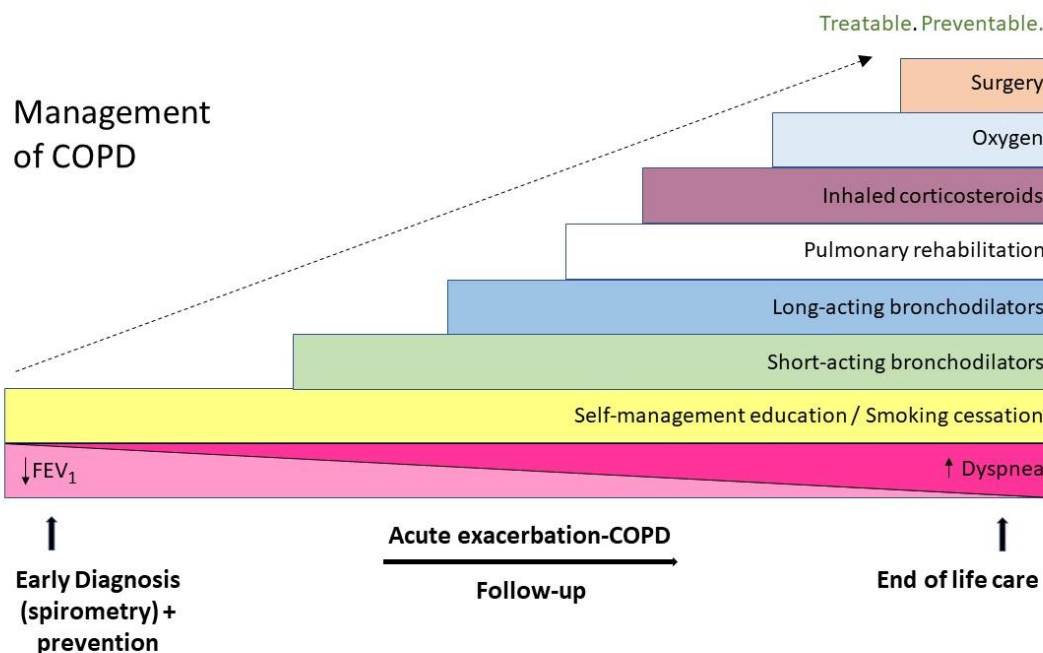 Treatable. Preventable.
Management
of COPD
Surgery
Oxygen
Inhaled corticosteroids
Pulmonary rehabilitation
Long-acting bronchodilators
Short-acting bronchodilators
Self-management education / Smoking cessation
↓FEV₁
↑ Dyspnea
Acute exacerbation-COPD
Follow-up
Early Diagnosis
(spirometry) +
prevention
End of life care